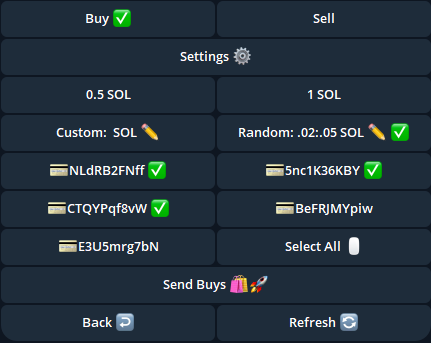 Buy ✅ Sell
Settings ⚙️
0.5 SOL 1 SOL
Custom: SOL ✏️ Random: .02:.05 SOL ✏️ ✅
💳NLdRB2FNff ✅ 💳5nc1K36KBY ✅
💳CTQYPqf8vW ✅ 💳BeFRJMYpiw
💳E3U5mrg7bN Select All
Send Buys 🛍️🚀
Back ↩️ Refresh 🔄